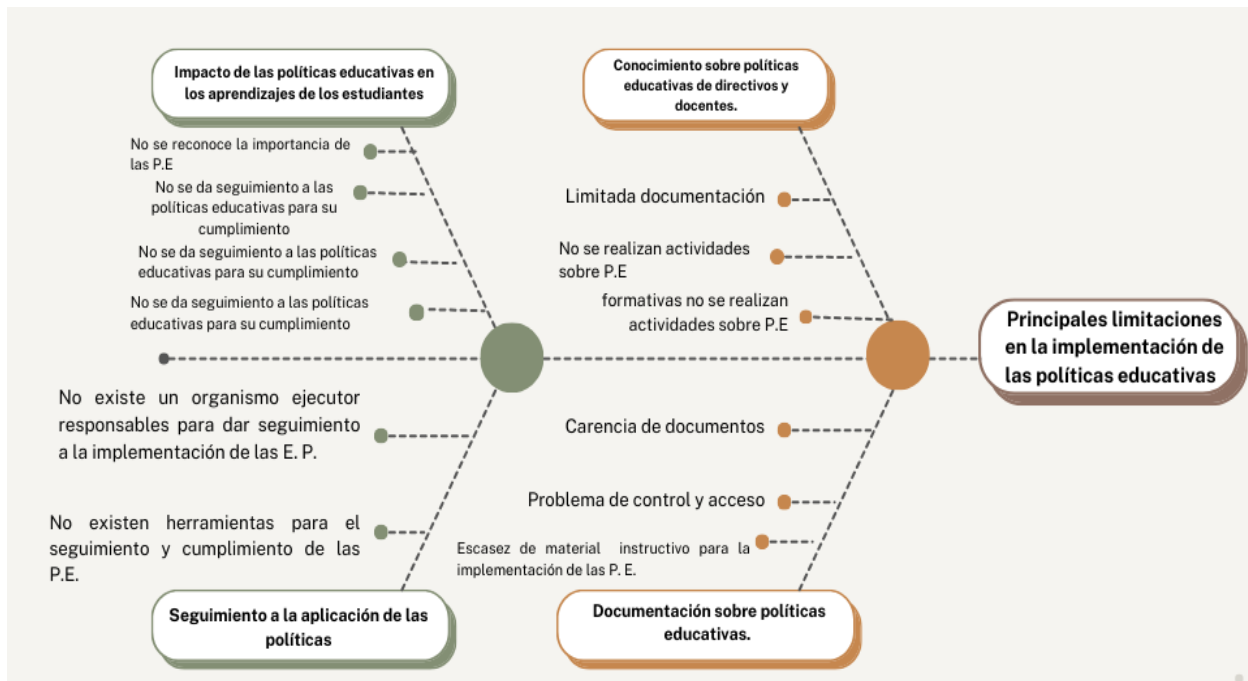 Impacto de las políticas educativas en
los aprendizajes de los estudiantes
No se reconoce la importancia de
las P.E
No se da seguimiento a las
políticas educativas para su
cumplimiento
No se da seguimiento a las políticas
educativas para su cumplimiento
No se da seguimiento a las políticas
educativas para su cumplimiento
Conocimiento sobre políticas
educativas de directivos y
docentes.
Limitada documentación
No se realizan actividades
sobre P.E
formativas no se realizan
actividades sobre P.E
Principales limitaciones
en la implementación de
las políticas educativas
No existe un organismo ejecutor
responsables para dar seguimiento
a la implementación de las E. P.
No existen herramientas para el
seguimiento y cumplimiento de las
P.E.
Seguimiento a la aplicación de las
políticas
Carencia de documentos
Problema de control y acceso
Escasez de material instructivo para la
implementación de las P. E.
Documentación sobre políticas
educativas.